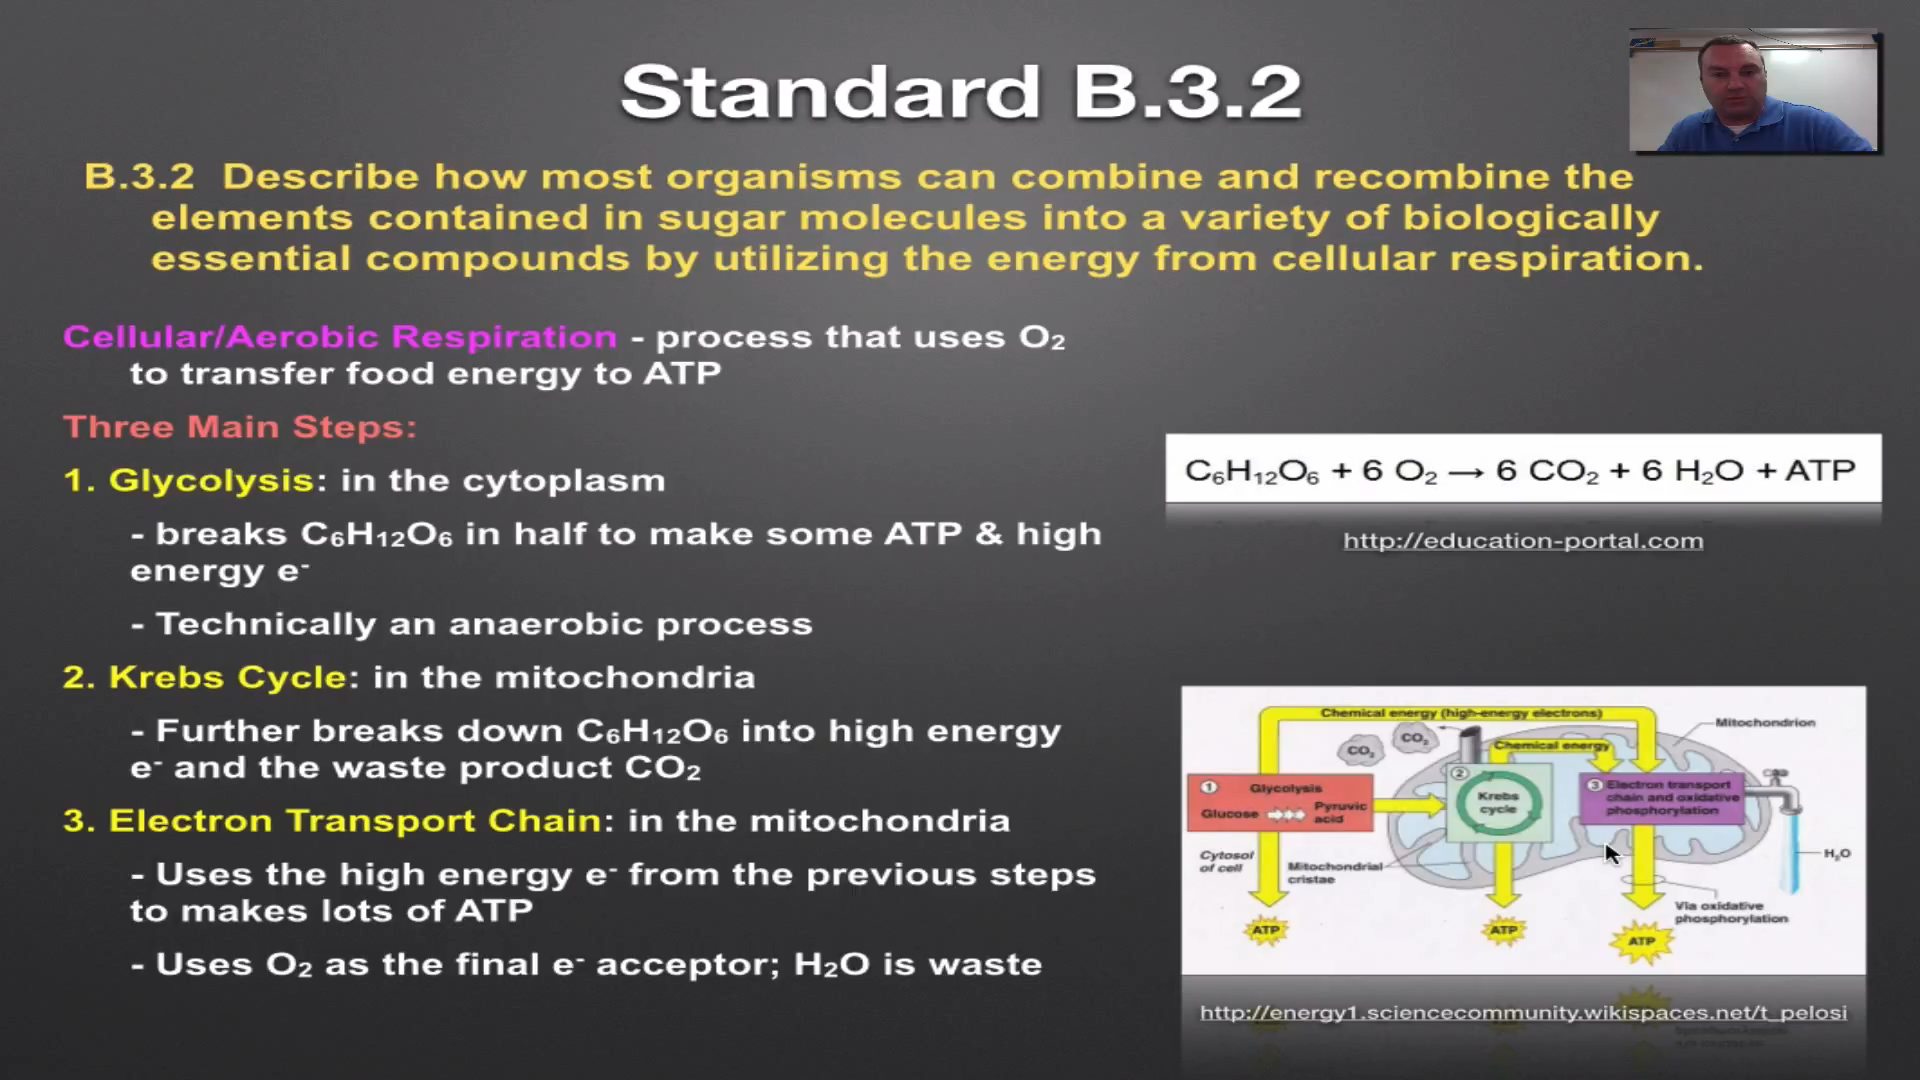 Standard B.3.2
B.3.2 Describe how most organisms can combine and recombine the
elements contained in sugar molecules into a variety of biologically
essential compounds by utilizing the energy from cellular respiration.
Cellular/Aerobic Respiration - process that uses O₂
to transfer food energy to ATP
Three Main Steps:
1. Glycolysis: in the cytoplasm
- breaks C₆H₁₂O₆ in half to make some ATP & high
energy e⁻
- Technically an anaerobic process
2. Krebs Cycle: in the mitochondria
- Further breaks down C₆H₁₂O₆ into high energy
e⁻ and the waste product CO₂
3. Electron Transport Chain: in the mitochondria
- Uses the high energy e⁻ from the previous steps
to makes lots of ATP
- Uses O₂ as the final e⁻ acceptor; H₂O is waste
C₆H₁₂O₆ + 6 O₂ → 6 CO₂ + 6 H₂O + ATP
http://education-portal.com
Chemical energy (high-energy electrons)
Mitochondrion
CO₂
CO₂
Chemical energy
1 Glycolysis
Glucose
Pyruvic
acid
2
Krebs
cycle
3 Electron transport
chain and oxidative
phosphorylation
Cytosol
of cell
Mitochondrial
cristae
H₂O
Via oxidative
phosphorylation
ATP
ATP
ATP
http://energy1.sciencecommunity.wikispaces.net/t_pelosi